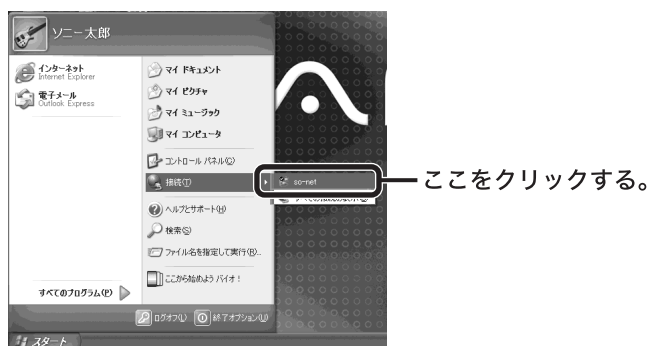 ソニー太郎
インターネット
Internet Explorer
電子メール
Outlook Express
すべてのプログラム(P)
マイ ドキュメント
マイ ピクチャ
マイ ミュージック
マイ コンピュータ
コントロール パネル(C)
接続(T)
ヘルプとサポート(H)
検索(S)
ファイル名を指定して実行(R)...
ここから始めよう バイオ!
so-net
ここをクリックする。
ログオフ(L)
終了オプション(U)
スタート